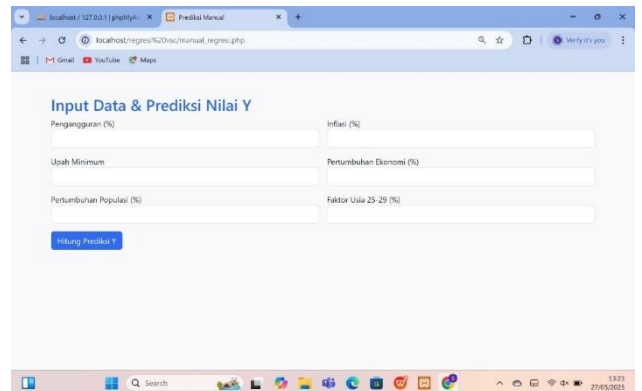 localhost / 127.0.0.1 | phpMyAd
Prediksi Manual
localhost/regresi%20vsc/manual_regresi.php
Verify it's you
Gmail
YouTube
Maps
Input Data & Prediksi Nilai Y
Pengangguran (%)
Inflasi (%)
Upah Minimum
Pertumbuhan Ekonomi (%)
Pertumbuhan Populasi (%)
Faktor Usia 25-29 (%)
Hitung Prediksi Y
Search
13:23
27/05/2025